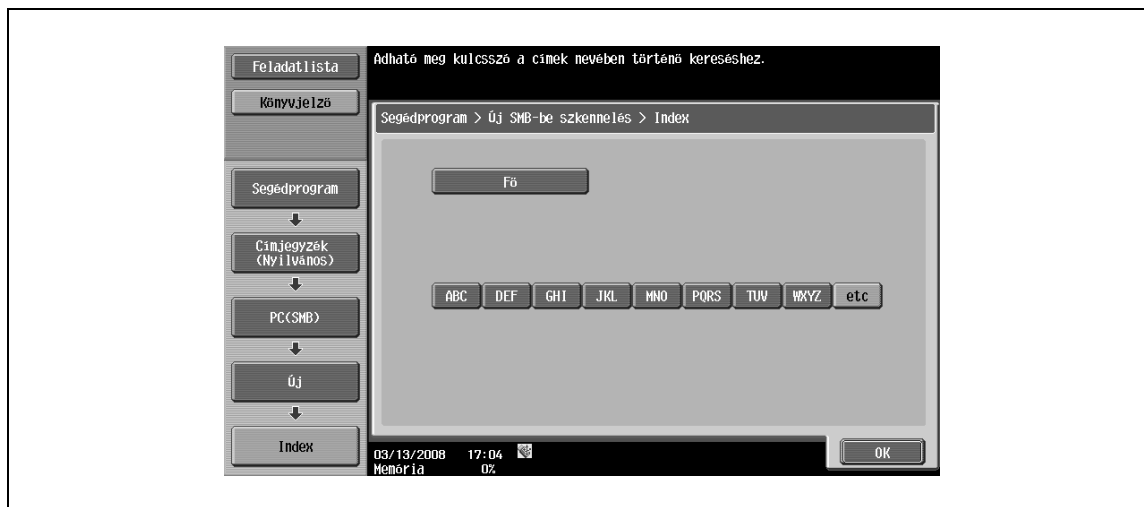 Feladatlista
Könyvjelzö
Segédprogram
Címjegyzék
(Nyilvános)
PC(SMB)
Új
Index
Adható meg kulcsszó a címek nevében történö kereséshez.
Segédprogram > Új SMB-be szkennelés > Index
Fö
ABC DEF GHI JKL MNO PQRS TUV WXYZ etc
03/13/2008 17:04
Memória 0%
OK